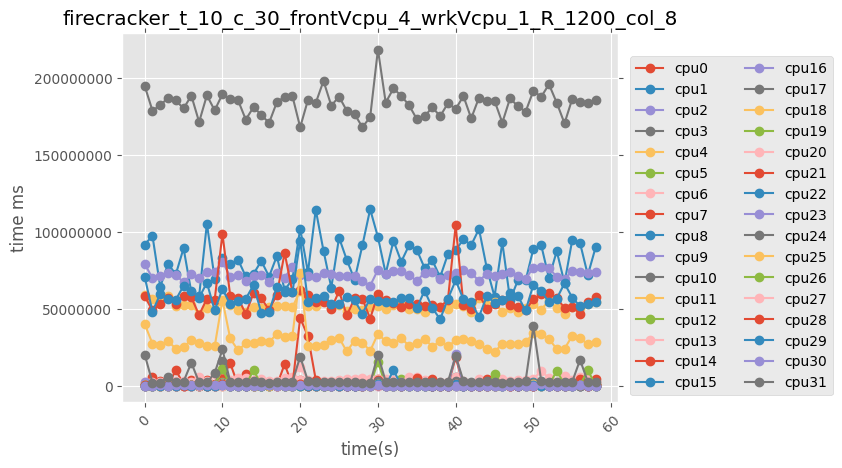 firecracker_t_10_c_30_frontVcpu_4_wrkVcpu_1_R_1200_col_8
200000000
150000000
100000000
50000000
0
time ms
0
10
20
30
40
50
60
time(s)
cpu0
cpu1
cpu2
cpu3
cpu4
cpu5
cpu6
cpu7
cpu8
cpu9
cpu10
cpu11
cpu12
cpu13
cpu14
cpu15
cpu16
cpu17
cpu18
cpu19
cpu20
cpu21
cpu22
cpu23
cpu24
cpu25
cpu26
cpu27
cpu28
cpu29
cpu30
cpu31